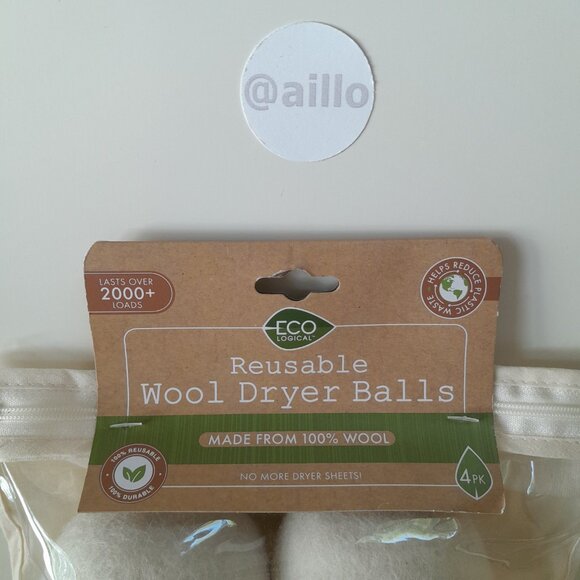 @aillo
LASTS OVER
2000+
LOADS
HELPS REDUCE
PLASTIC WASTE
ECO
LOGICAL™
Reusable
Wool Dryer Balls
MADE FROM 100% WOOL
100% REUSABLE
100% DURABLE
NO MORE DRYER SHEETS!
4PK